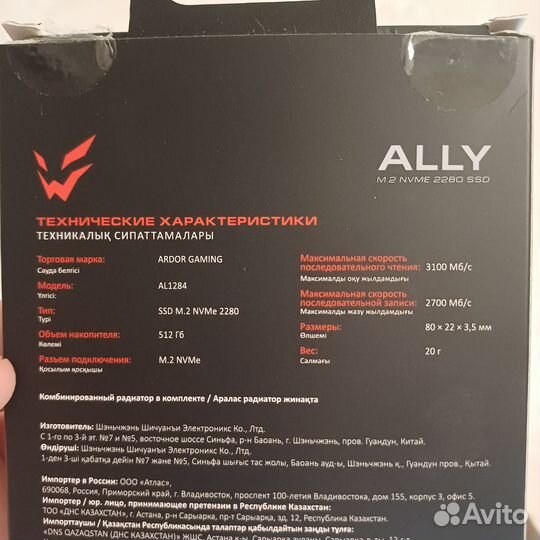 ALLY
M.2 NVME 2280 SSD
ТЕХНИЧЕСКИЕ ХАРАКТЕРИСТИКИ
ТЕХНИКАЛЫҚ СИПАТТАМАЛАРЫ
Торговая марка: ARDOR GAMING
Сауда белгісі
Модель: AL1284
Үлгісі:
Тип: SSD M.2 NVMe 2280
Түрі
Объем накопителя: 512 Гб
Көлемі
Разъем подключения: M.2 NVMe
Қосылым қосқышы
Максимальная скорость
последовательного чтения: 3100 Мб/с
Максималды оқу жылдамдығы
Максимальная скорость
последовательной записи: 2700 Мб/с
Максималды жазу жылдамдығы
Размеры: 80 × 22 × 3,5 мм
Өлшемі
Вес: 20 г
Салмағы
Комбинированный радиатор в комплекте / Аралас радиатор жинақта
Изготовитель: Шэньчжэнь Шичуанъи Электроникс Ко., Лтд.
С 1-го по 3-й эт. №7 и №5, восточное шоссе Синьфа, р-н Баоань, г. Шэньчжэнь, пров. Гуандун, Китай.
Өндіруші: Шэньчжэнь Шичуанъи Электроникс Ко., Лтд.
1-ден 3-ші қабатқа дейін №7 және №5, Синьфа шығыс тас жолы, Баоань ауд-ы, Шэньчжэнь қ., Гуандун пров., Қытай.
Импортер в России: ООО «Атлас»,
690068, Россия, Приморский край, г. Владивосток, проспект 100-летия Владивостока, дом 155, корпус 3, офис 5.
Импортер / юр. лицо, принимающее претензии в Республике Казахстан:
ТОО «ДНС КАЗАХСТАН», г. Астана, р-н Сарыарка, пр-т Сарыарка, зд. 12,
Импорттаушы / Қазақстан Республикасында талаптар қабылдайтын заңды тұлға:
«DNS QAZAQSTAN (ДНС КАЗАХСТАН)» ЖШС, Астана қ.,
Avito